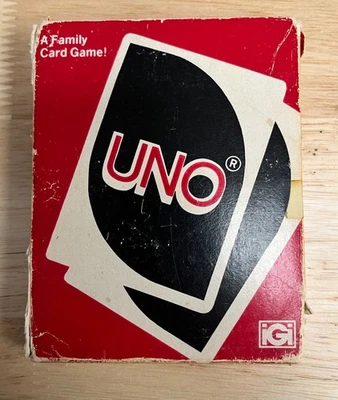 A Family
Card Game!
UNO®
iGi